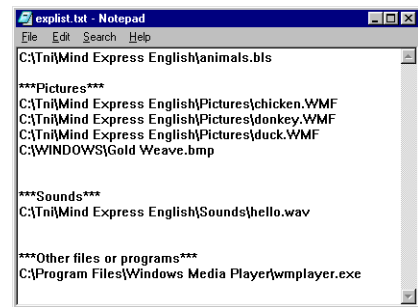 explist.txt - Notepad
File Edit Search Help
C:\Tni\Mind Express English\animals.bls
***Pictures***
C:\Tni\Mind Express English\Pictures\chicken.WMF
C:\Tni\Mind Express English\Pictures\donkey.WMF
C:\Tni\Mind Express English\Pictures\duck.WMF
C:\WINDOWS\Gold Weave.bmp
***Sounds***
C:\Tni\Mind Express English\Sounds\hello.wav
***Other files or programs***
C:\Program Files\Windows Media Player\wmplayer.exe